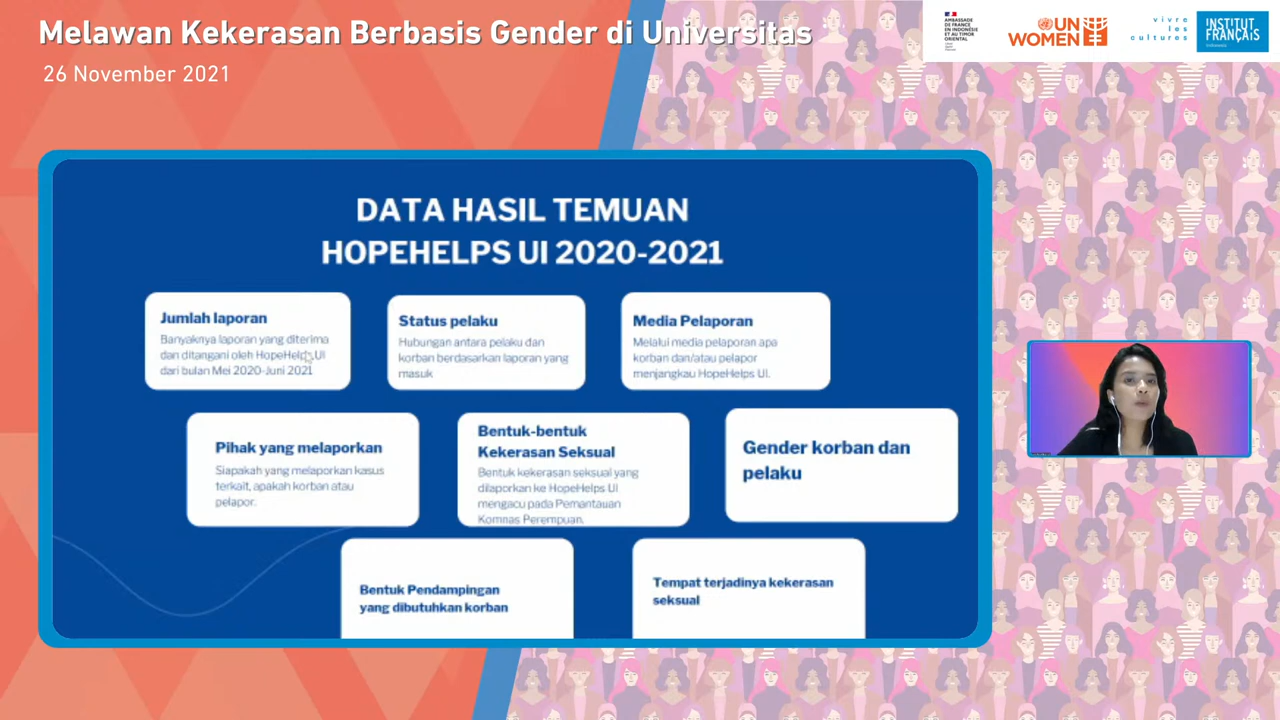 Melawan Kekerasan Berbasis Gender di Universitas
26 November 2021
AMBASSADE
DE FRANCE
EN INDONÉSIE
ET AU TIMOR
ORIENTAL
UN
WOMEN
vivre
les
cultures
INSTITUT
FRANÇAIS
Indonesia
DATA HASIL TEMUAN
HOPEHELPS UI 2020-2021
Jumlah laporan
Banyaknya laporan yang diterima
dan ditangani oleh HopeHelps UI
dari bulan Mei 2020-Juni 2021
Status pelaku
Hubungan antara pelaku dan
korban berdasarkan laporan yang
masuk
Media Pelaporan
Melalui media pelaporan apa
korban dan/atau pelapor
menjangkau HopeHelps UI.
Pihak yang melaporkan
Siapakah yang melaporkan kasus
terkait, apakah korban atau
pelapor.
Bentuk-bentuk
Kekerasan Seksual
Bentuk kekerasan seksual yang
dilaporkan ke HopeHelps UI
mengacu pada Pemantauan
Komnas Perempuan.
Gender korban dan
pelaku
Bentuk Pendampingan
yang dibutuhkan korban
Tempat terjadinya kekerasan
seksual